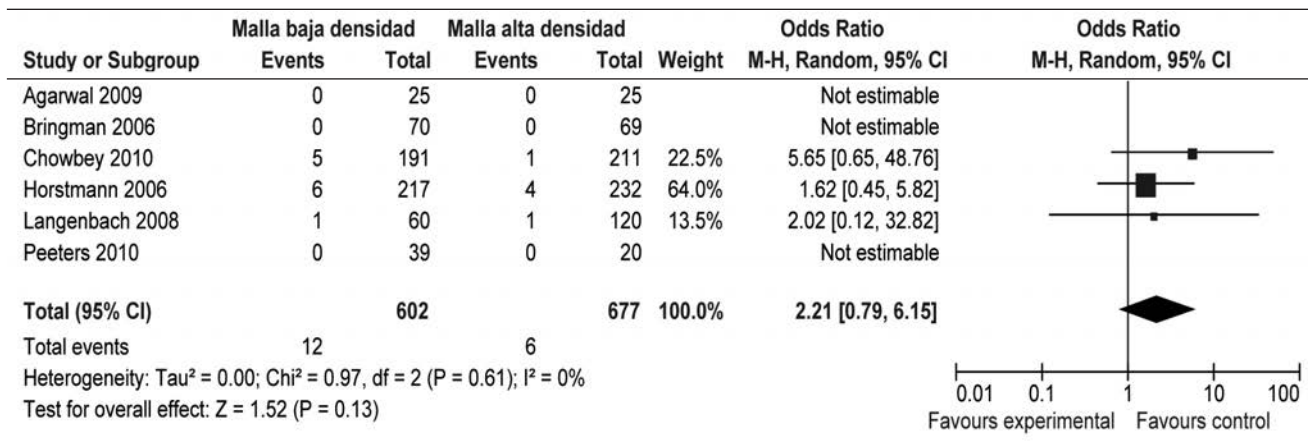 Malla baja densidad Malla alta densidad Odds Ratio Odds Ratio
Study or Subgroup Events Total Events Total Weight M-H, Random, 95% CI M-H, Random, 95% CI
Agarwal 2009 0 25 0 25 Not estimable
Bringman 2006 0 70 0 69 Not estimable
Chowbey 2010 5 191 1 211 22.5% 5.65 [0.65, 48.76]
Horstmann 2006 6 217 4 232 64.0% 1.62 [0.45, 5.82]
Langenbach 2008 1 60 1 120 13.5% 2.02 [0.12, 32.82]
Peeters 2010 0 39 0 20 Not estimable
Total (95% CI) 602 677 100.0% 2.21 [0.79, 6.15]
Total events 12 6
Heterogeneity: Tau² = 0.00; Chi² = 0.97, df = 2 (P = 0.61); I² = 0%
Test for overall effect: Z = 1.52 (P = 0.13)
0.01 0.1 1 10 100
Favours experimental Favours control